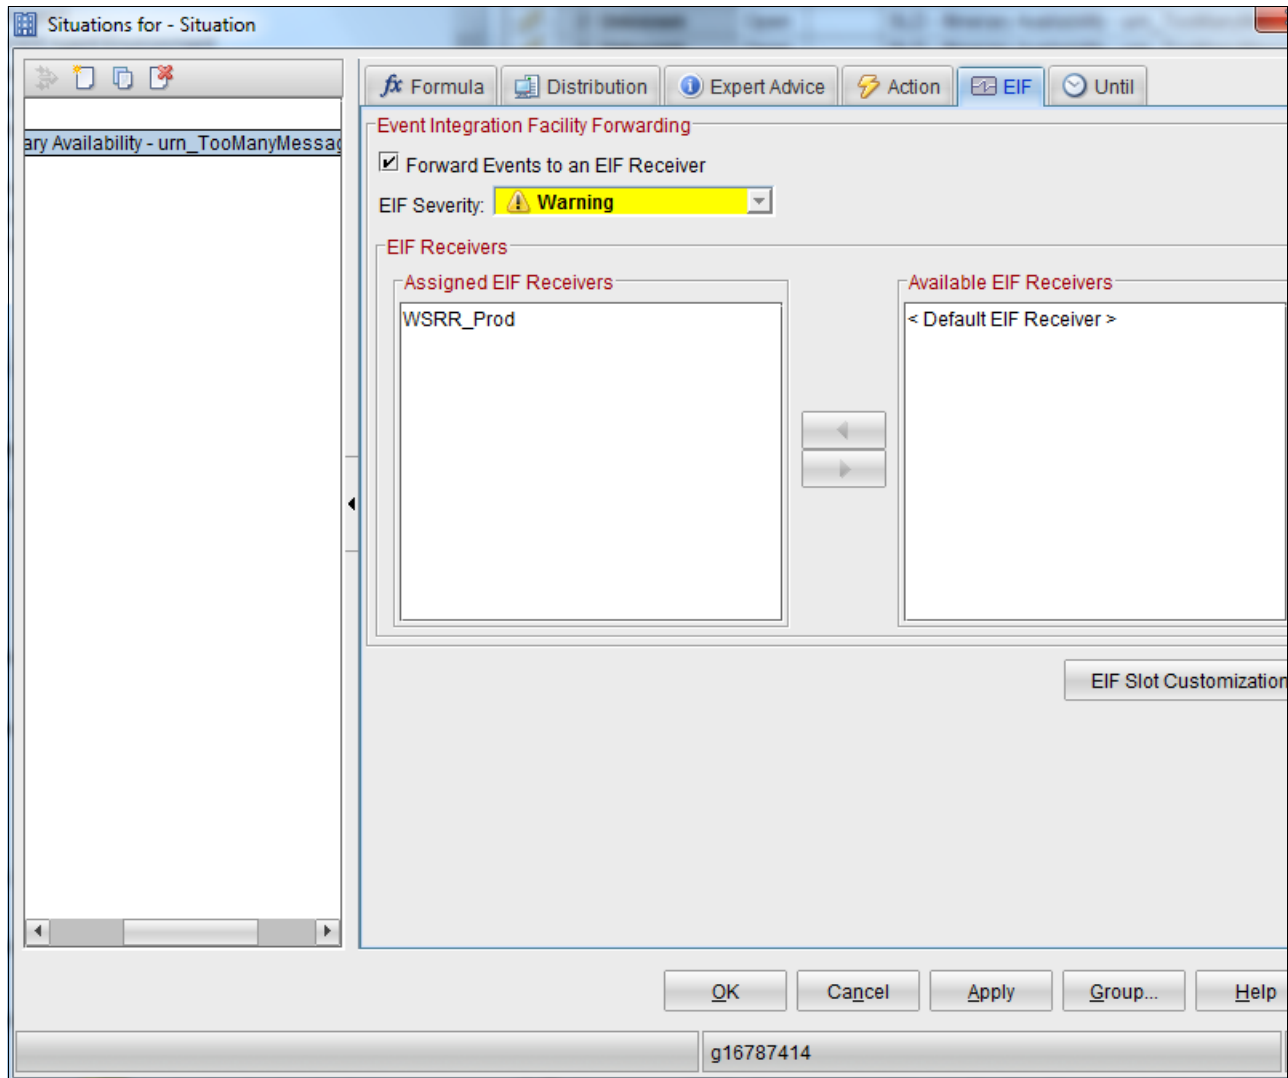 Situations for - Situation
fx Formula Distribution Expert Advice Action EIF Until
ary Availability - urn_TooManyMessag
Event Integration Facility Forwarding
Forward Events to an EIF Receiver
EIF Severity: Warning
EIF Receivers
Assigned EIF Receivers
WSRR_Prod
Available EIF Receivers
< Default EIF Receiver >
EIF Slot Customization
OK Cancel Apply Group... Help
g16787414